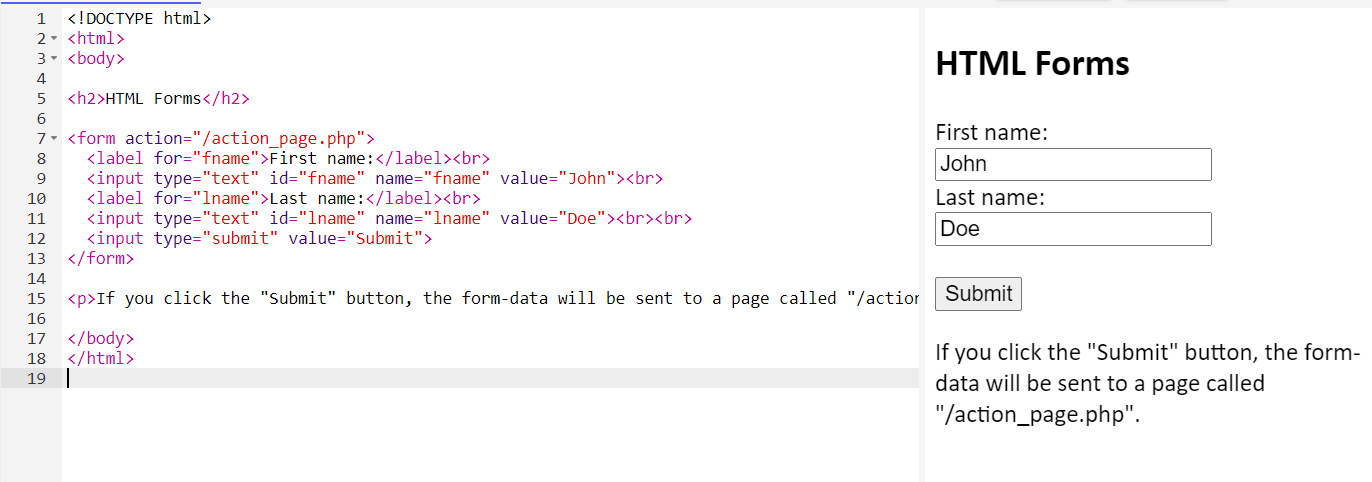 1 <!DOCTYPE html>
2 <html>
3 <body>
4
5 <h2>HTML Forms</h2>
6
7 <form action="/action_page.php">
8 <label for="fname">First name:</label><br>
9 <input type="text" id="fname" name="fname" value="John"><br>
10 <label for="lname">Last name:</label><br>
11 <input type="text" id="lname" name="lname" value="Doe"><br><br>
12 <input type="submit" value="Submit">
13 </form>
14
15 <p>If you click the "Submit" button, the form-data will be sent to a page called "/action
16
17 </body>
18 </html>
19
HTML Forms
First name:
John
Last name:
Doe
Submit
If you click the "Submit" button, the form-
data will be sent to a page called
"/action_page.php".